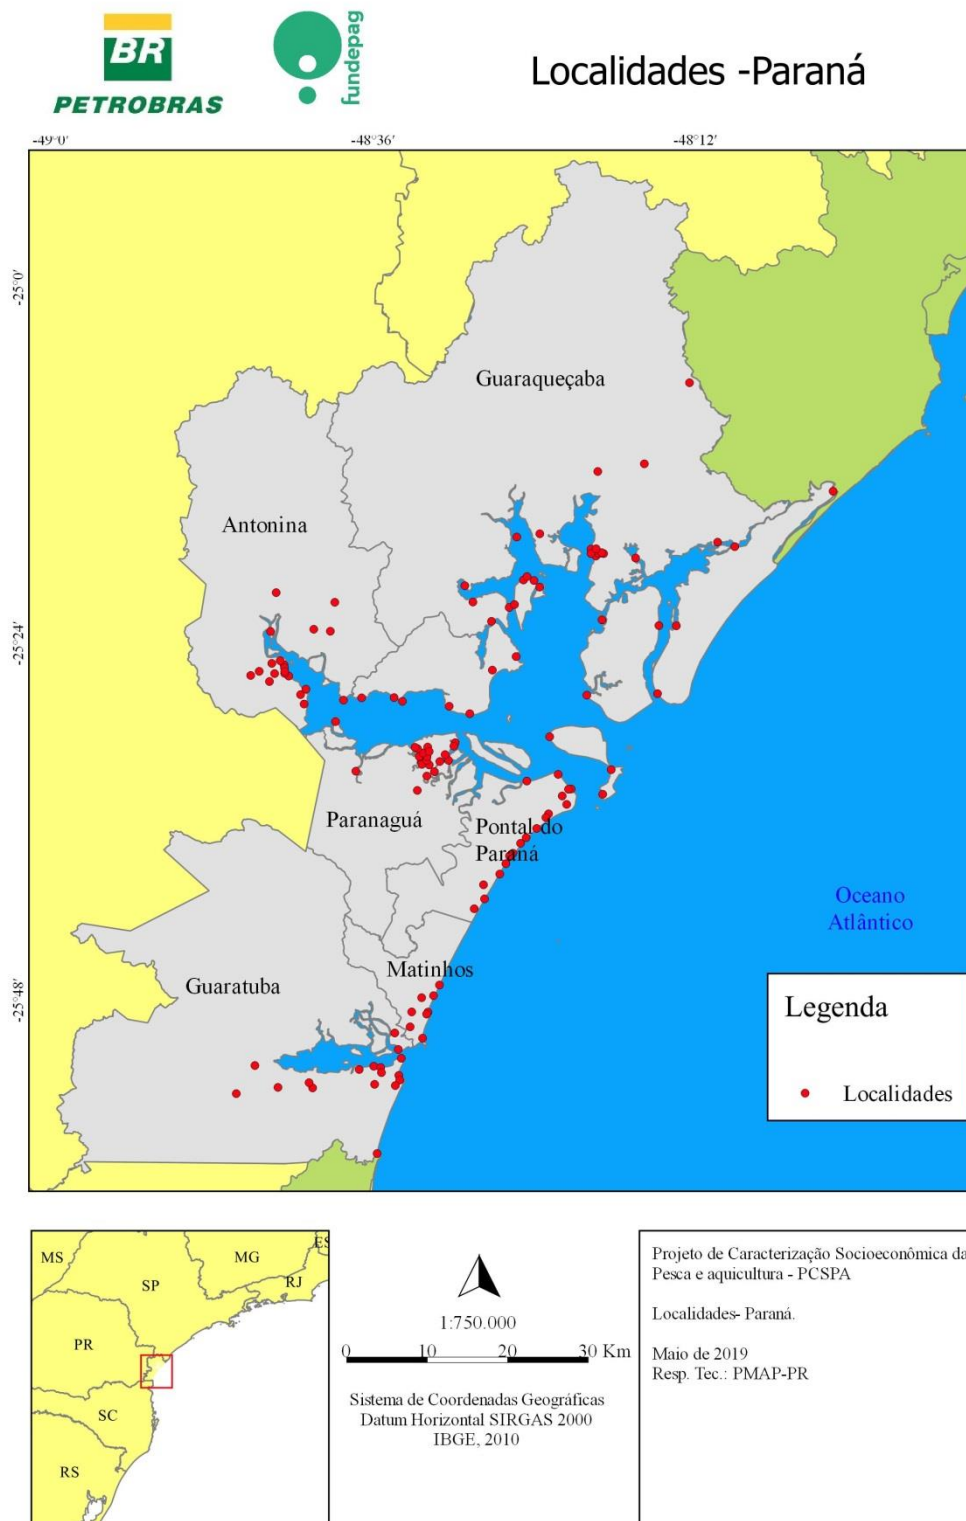 BR
PETROBRAS
fundepag
Localidades -Paraná
-49°0'
-48°36'
-48°12'
-25°0'
-25°24'
-25°48'
Guaraqueçaba
Antonina
Paranaguá
Pontal do
Paraná
Oceano
Atlântico
Matinhos
Guaratuba
Legenda
Localidades
MS
MG
ES
SP
RJ
PR
SC
RS
1:750.000
0 10 20 30 Km
Sistema de Coordenadas Geográficas
Datum Horizontal SIRGAS 2000
IBGE, 2010
Projeto de Caracterização Socioeconômica da
Pesca e aquicultura - PCSPA
Localidades- Paraná.
Maio de 2019
Resp. Tec.: PMAP-PR